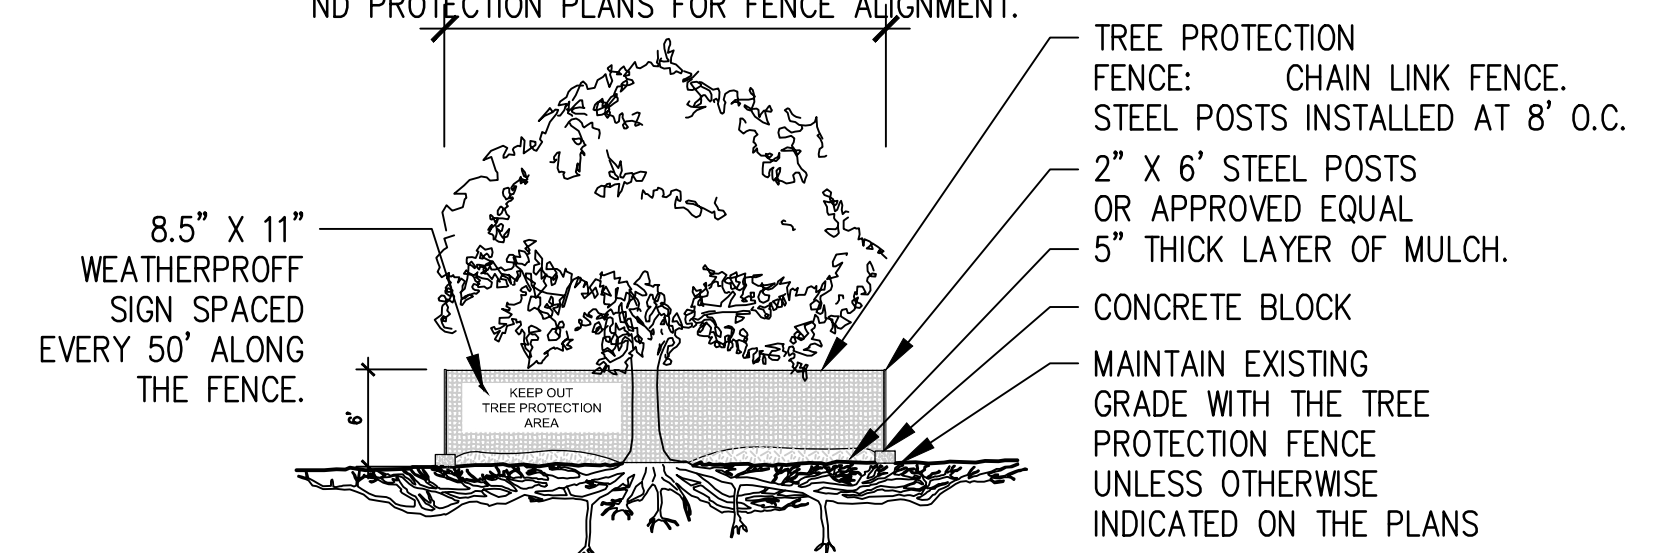 ND PROTECTION PLANS FOR FENCE ALIGNMENT.
8.5" X 11"
WEATHERPROFF
SIGN SPACED
EVERY 50' ALONG
THE FENCE.
6'
KEEP OUT
TREE PROTECTION
AREA
TREE PROTECTION
FENCE: CHAIN LINK FENCE.
STEEL POSTS INSTALLED AT 8' O.C.
2" X 6' STEEL POSTS
OR APPROVED EQUAL
5" THICK LAYER OF MULCH.
CONCRETE BLOCK
MAINTAIN EXISTING
GRADE WITH THE TREE
PROTECTION FENCE
UNLESS OTHERWISE
INDICATED ON THE PLANS